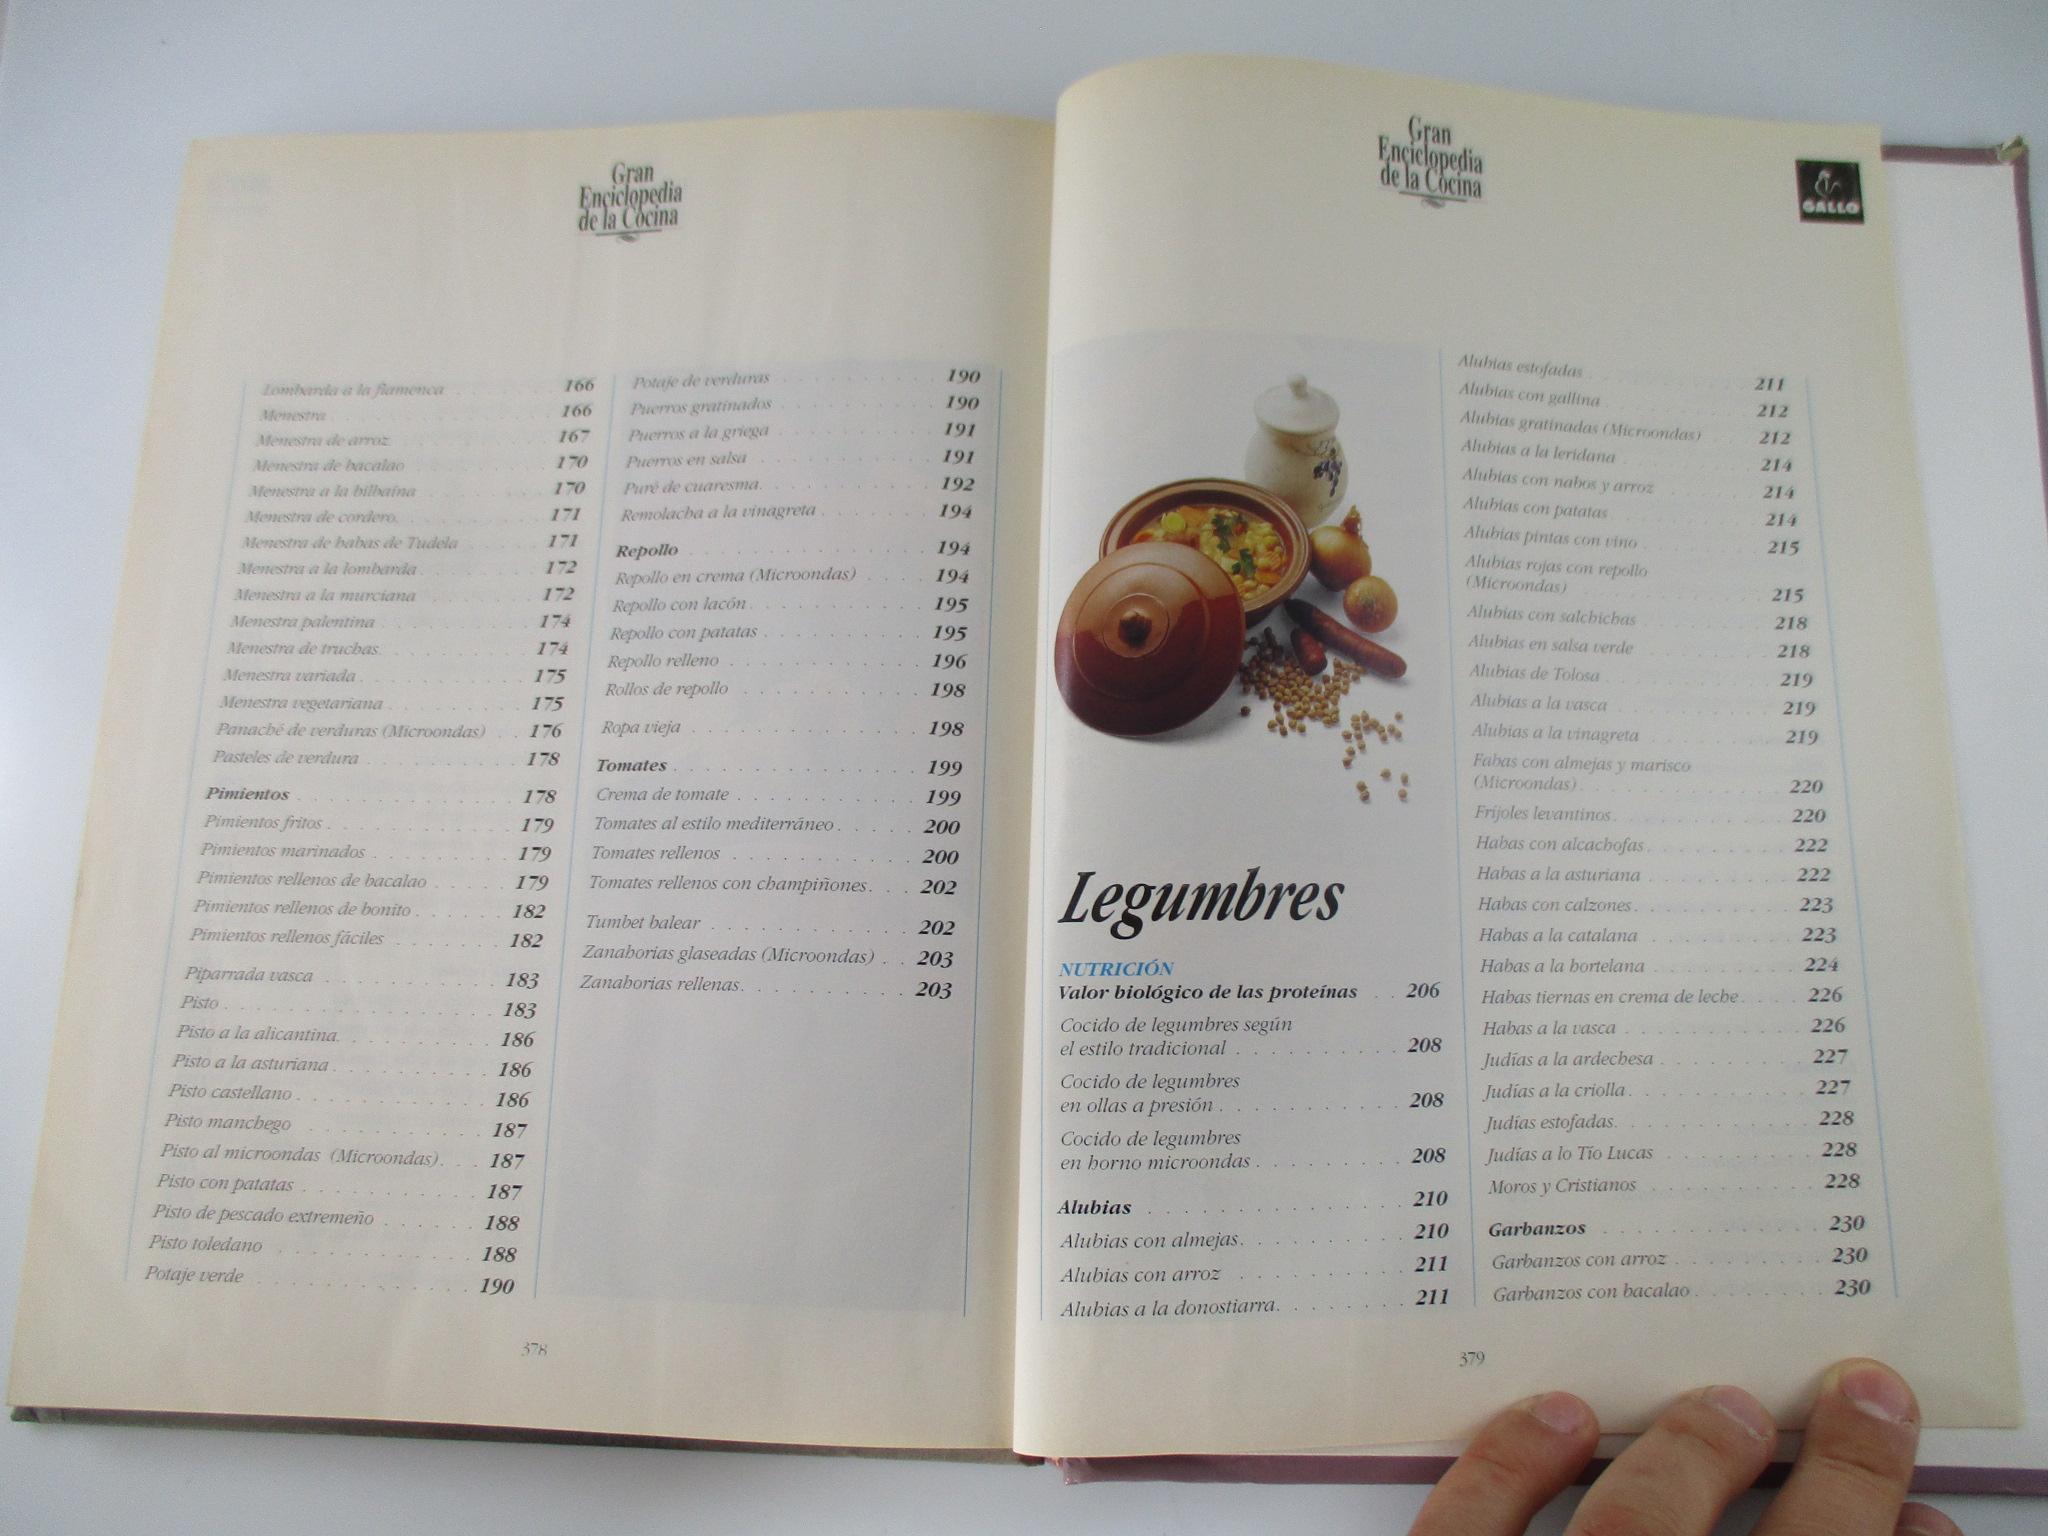 Gran
Enciclopedia
de la Cocina
Lombarda a la flamenca . . . 166
Menestra . . . 166
Menestra de arroz . . . 167
Menestra de bacalao . . . 170
Menestra a la bilbaína . . . 170
Menestra de cordero . . . 171
Menestra de habas de Tudela . . . 171
Menestra a la lombarda . . . 172
Menestra a la murciana . . . 172
Menestra palentina . . . 174
Menestra de truchas . . . 174
Menestra variada . . . 175
Menestra vegetariana . . . 175
Panaché de verduras (Microondas) . . . 176
Pasteles de verdura . . . 178
Pimientos . . . 178
Pimientos fritos . . . 179
Pimientos marinados . . . 179
Pimientos rellenos de bacalao . . . 179
Pimientos rellenos de bonito . . . 182
Pimientos rellenos fáciles . . . 182
Piparrada vasca . . . 183
Pisto . . . 183
Pisto a la alicantina . . . 186
Pisto a la asturiana . . . 186
Pisto castellano . . . 186
Pisto manchego . . . 187
Pisto al microondas (Microondas) . . . 187
Pisto con patatas . . . 187
Pisto de pescado extremeño . . . 188
Pisto toledano . . . 188
Potaje verde . . . 190
Potaje de verduras . . . 190
Puerros gratinados . . . 190
Puerros a la griega . . . 191
Puerros en salsa . . . 191
Puré de cuaresma . . . 192
Remolacha a la vinagreta . . . 194
Repollo . . . 194
Repollo en crema (Microondas) . . . 194
Repollo con lacón . . . 195
Repollo con patatas . . . 195
Repollo relleno . . . 196
Rollos de repollo . . . 198
Ropa vieja . . . 198
Tomates . . . 199
Crema de tomate . . . 199
Tomates al estilo mediterráneo . . . 200
Tomates rellenos . . . 200
Tomates rellenos con champiñones . . . 202
Tumbet balear . . . 202
Zanahorias glaseadas (Microondas) . . . 203
Zanahorias rellenas . . . 203
378
Gran
Enciclopedia
de la Cocina
GALLO
Legumbres
NUTRICIÓN
Valor biológico de las proteínas . . . 206
Cocido de legumbres según
el estilo tradicional . . . 208
Cocido de legumbres
en ollas a presión . . . 208
Cocido de legumbres
en horno microondas . . . 208
Alubias . . . 210
Alubias con almejas . . . 210
Alubias con arroz . . . 211
Alubias a la donostiarra . . . 211
Alubias estofadas . . . 211
Alubias con gallina . . . 212
Alubias gratinadas (Microondas) . . . 212
Alubias a la leridana . . . 214
Alubias con nabos y arroz . . . 214
Alubias con patatas . . . 214
Alubias pintas con vino . . . 215
Alubias rojas con repollo
(Microondas) . . . 215
Alubias con salchichas . . . 218
Alubias en salsa verde . . . 218
Alubias de Tolosa . . . 219
Alubias a la vasca . . . 219
Alubias a la vinagreta . . . 219
Fabas con almejas y marisco
(Microondas) . . . 220
Fríjoles levantinos . . . 220
Habas con alcachofas . . . 222
Habas a la asturiana . . . 222
Habas con calzones . . . 223
Habas a la catalana . . . 223
Habas a la hortelana . . . 224
Habas tiernas en crema de leche . . . 226
Habas a la vasca . . . 226
Judías a la ardechesa . . . 227
Judías a la criolla . . . 227
Judías estofadas . . . 228
Judías a lo Tío Lucas . . . 228
Moros y Cristianos . . . 228
Garbanzos . . . 230
Garbanzos con arroz . . . 230
Garbanzos con bacalao . . . 230
379